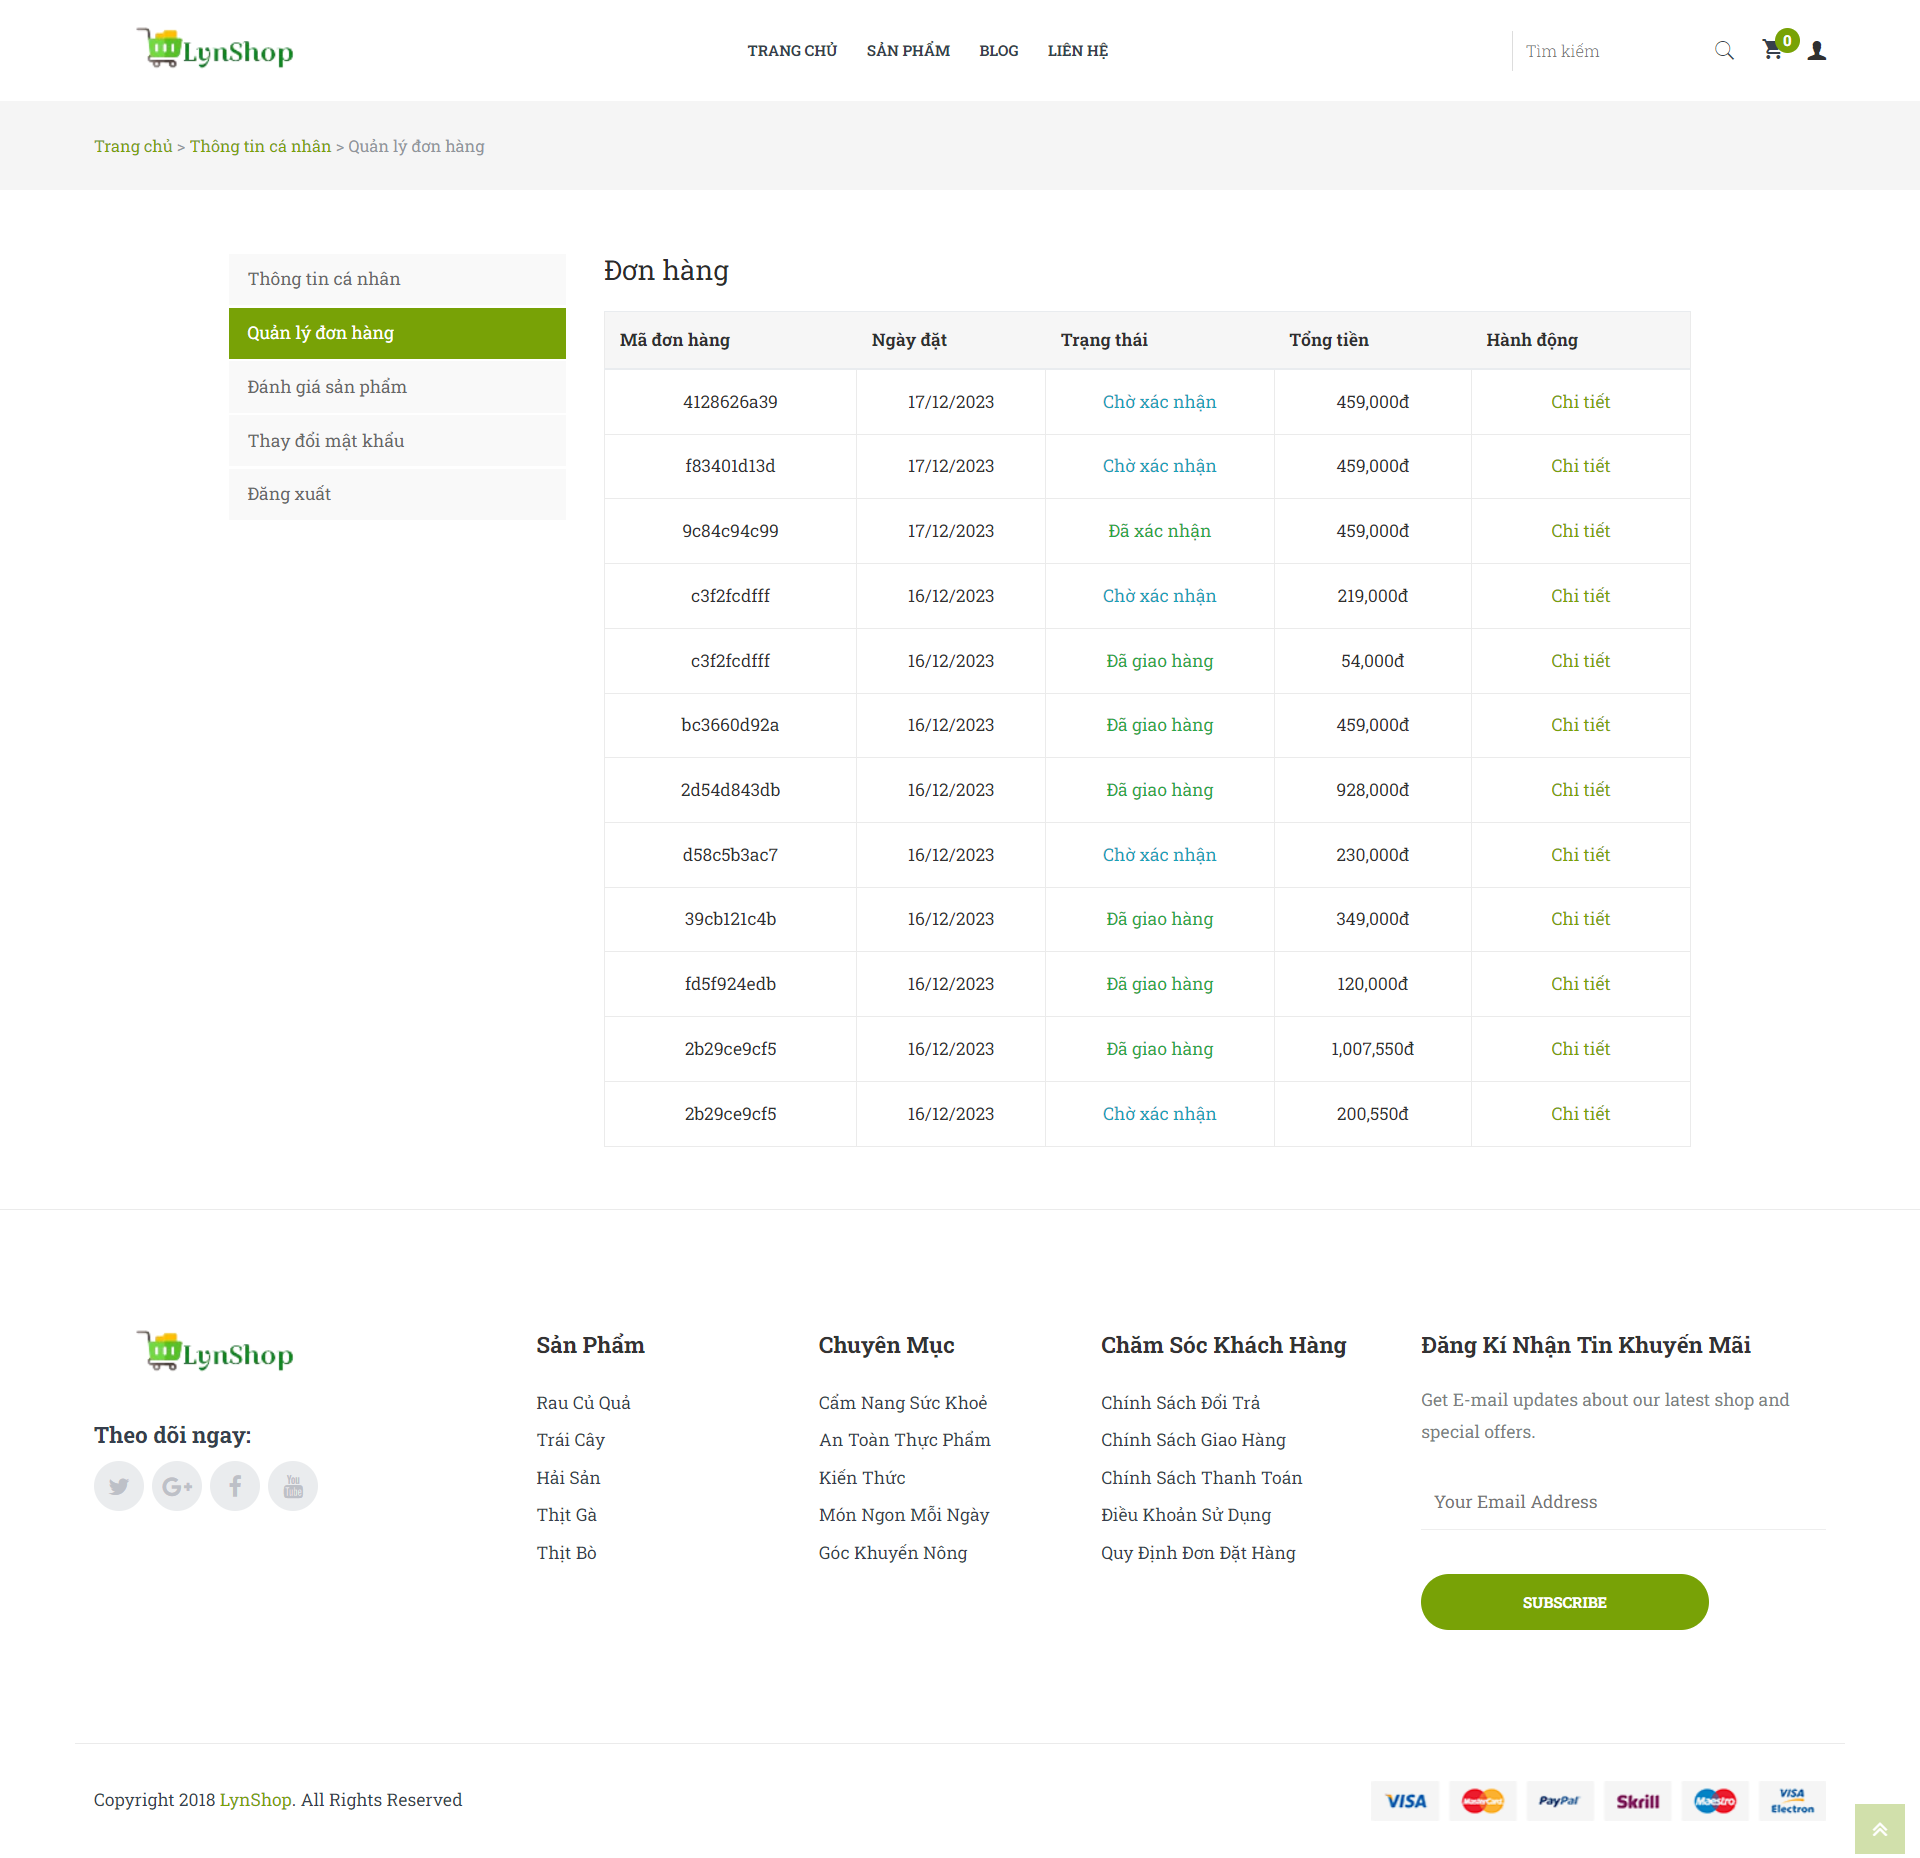 LynShop
TRANG CHỦ SẢN PHẨM BLOG LIÊN HỆ
Tìm kiếm
0
Trang chủ > Thông tin cá nhân > Quản lý đơn hàng
Thông tin cá nhân
Quản lý đơn hàng
Đánh giá sản phẩm
Thay đổi mật khẩu
Đăng xuất
Đơn hàng
Mã đơn hàng Ngày đặt Trạng thái Tổng tiền Hành động
4128626a39 17/12/2023 Chờ xác nhận 459,000đ Chi tiết
f83401d13d 17/12/2023 Chờ xác nhận 459,000đ Chi tiết
9c84c94c99 17/12/2023 Đã xác nhận 459,000đ Chi tiết
c3f2fcdfff 16/12/2023 Chờ xác nhận 219,000đ Chi tiết
c3f2fcdfff 16/12/2023 Đã giao hàng 54,000đ Chi tiết
bc3660d92a 16/12/2023 Đã giao hàng 459,000đ Chi tiết
2d54d843db 16/12/2023 Đã giao hàng 928,000đ Chi tiết
d58c5b3ac7 16/12/2023 Chờ xác nhận 230,000đ Chi tiết
39cb121c4b 16/12/2023 Đã giao hàng 349,000đ Chi tiết
fd5f924edb 16/12/2023 Đã giao hàng 120,000đ Chi tiết
2b29ce9cf5 16/12/2023 Đã giao hàng 1,007,550đ Chi tiết
2b29ce9cf5 16/12/2023 Chờ xác nhận 200,550đ Chi tiết
LynShop
Theo dõi ngay:
G+ f You Tube
Sản Phẩm
Rau Củ Quả
Trái Cây
Hải Sản
Thịt Gà
Thịt Bò
Chuyên Mục
Cẩm Nang Sức Khoẻ
An Toàn Thực Phẩm
Kiến Thức
Món Ngon Mỗi Ngày
Góc Khuyến Nông
Chăm Sóc Khách Hàng
Chính Sách Đổi Trả
Chính Sách Giao Hàng
Chính Sách Thanh Toán
Điều Khoản Sử Dụng
Quy Định Đơn Đặt Hàng
Đăng Kí Nhận Tin Khuyến Mãi
Get E-mail updates about our latest shop and
special offers.
Your Email Address
SUBSCRIBE
Copyright 2018 LynShop. All Rights Reserved
VISA MasterCard PayPal Skrill Maestro VISA Electron